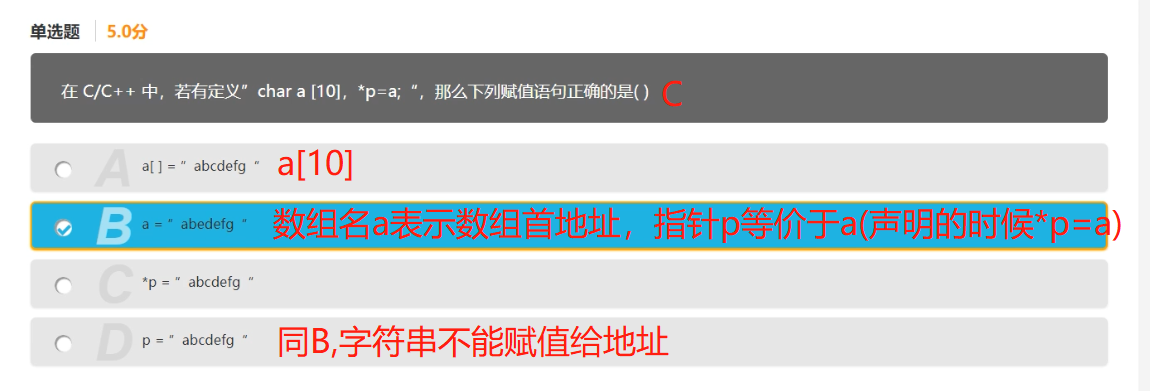 单选题 5.0分
在 C/C++ 中，若有定义”char a [10]，*p=a;“，那么下列赋值语句正确的是( ) C
A a[ ] = ”abcdefg“ a[10]
B a = ”abedefg“ 数组名a表示数组首地址，指针p等价于a(声明的时候*p=a)
C *p = ”abcdefg“
D p = ”abcdefg“ 同B,字符串不能赋值给地址